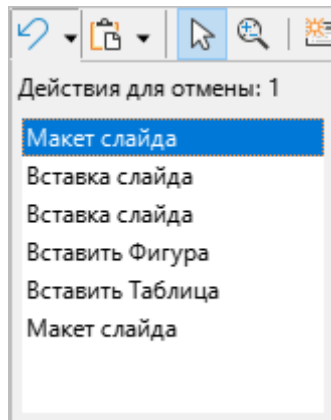 Действия для отмены: 1
Макет слайда
Вставка слайда
Вставка слайда
Вставить Фигура
Вставить Таблица
Макет слайда